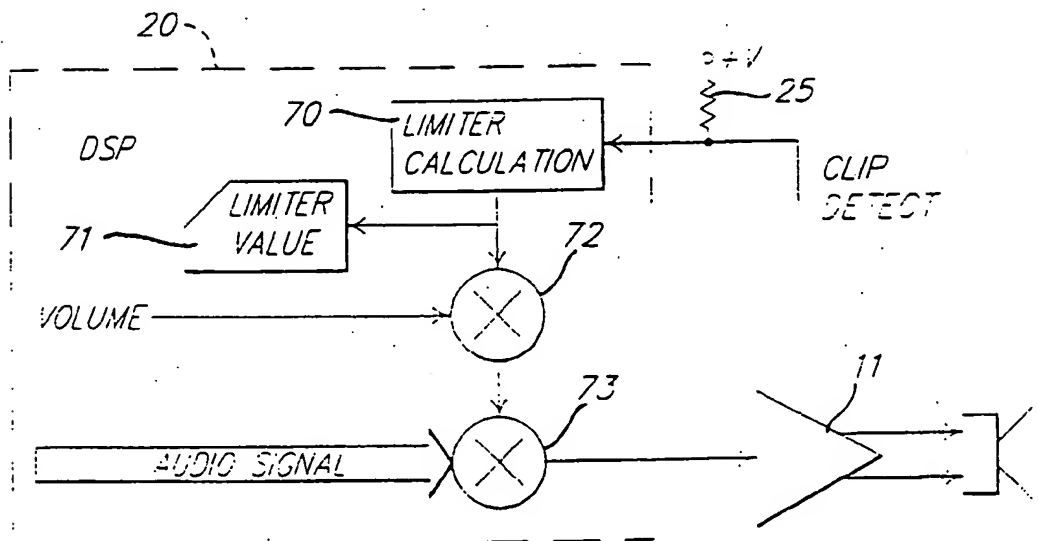 20
+V
25
70
LIMITER
CALCULATION
DSP
CLIP
DETECT
LIMITER
VALUE
71
72
VOLUME
73
11
AUDIO SIGNAL